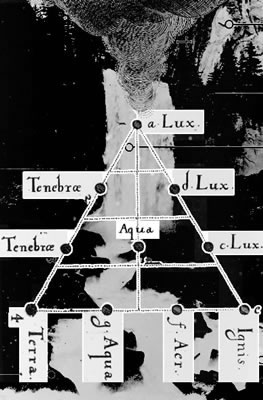 a. Lux.
Tenebræ
d. Lux.
Tenebræ
Aqua
c. Lux.
4. Terra.
g. Aqua
f. Aer.
Ignis.